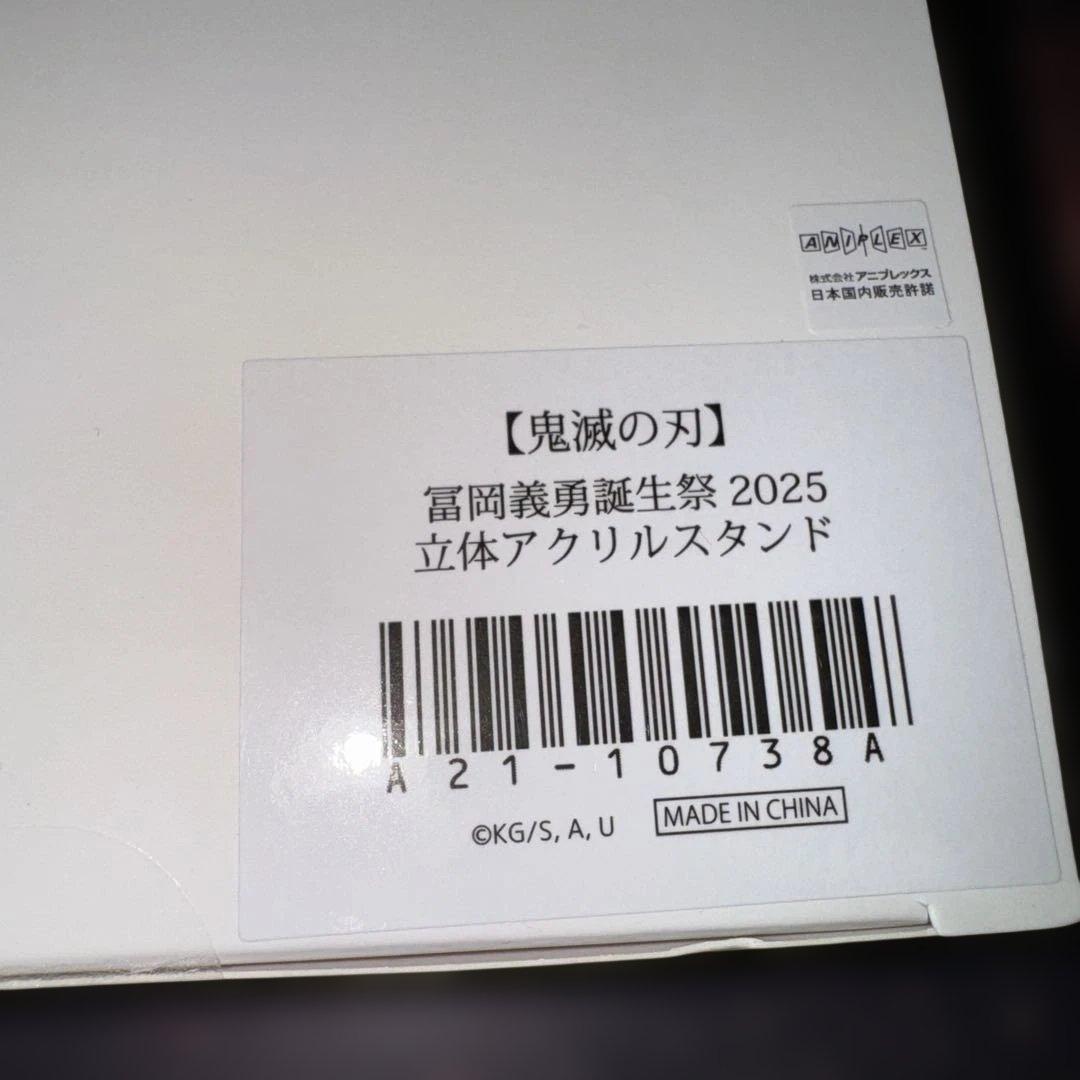 ANIPLEX
株式会社アニプレックス
日本国内販売許諾
【鬼滅の刃】
冨岡義勇誕生祭 2025
立体アクリルスタンド
A21-10738A
©KG/S, A, U
MADE IN CHINA